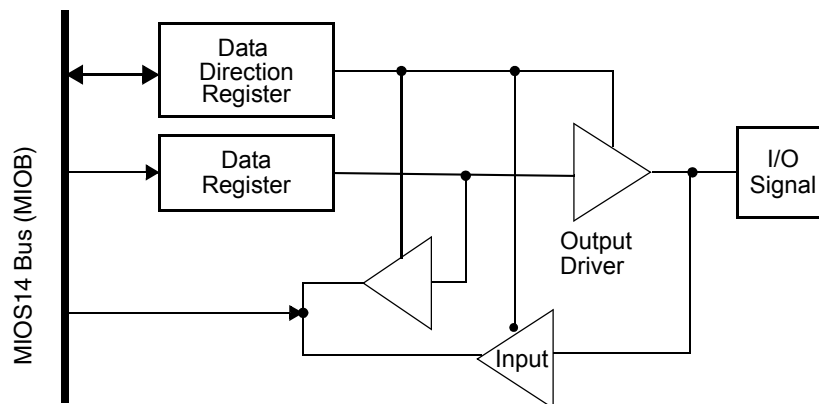 Data
Direction
Register
Data
Register
I/O
Signal
Output
Driver
Input
MIOS14 Bus (MIOB)